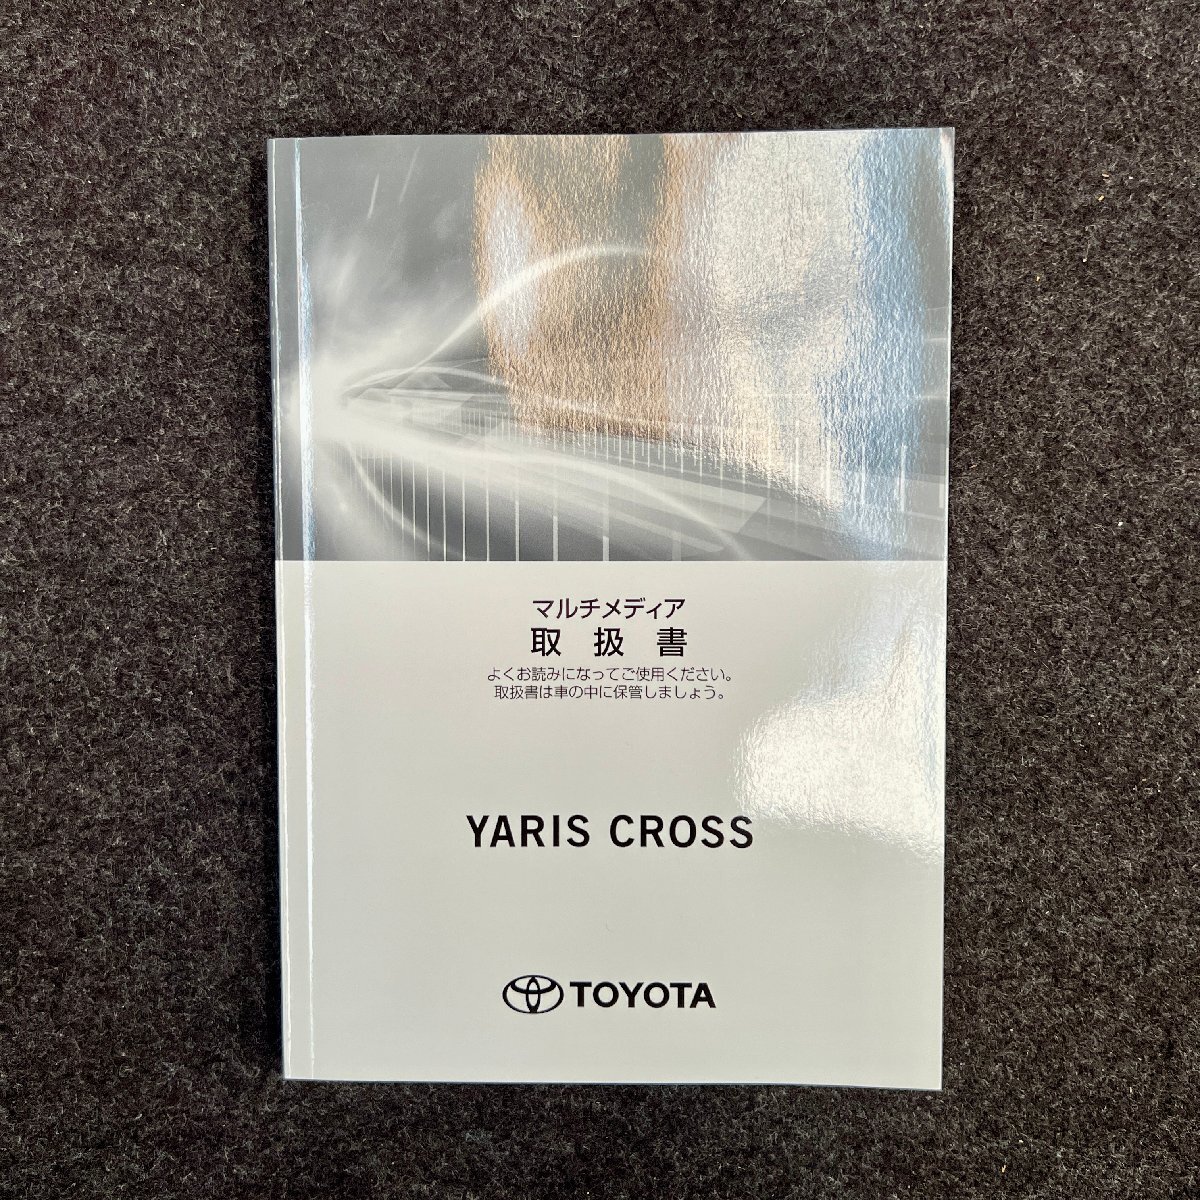 マルチメディア
取扱書
よくお読みになってご使用ください。
取扱書は車の中に保管しましょう。
YARIS CROSS
TOYOTA